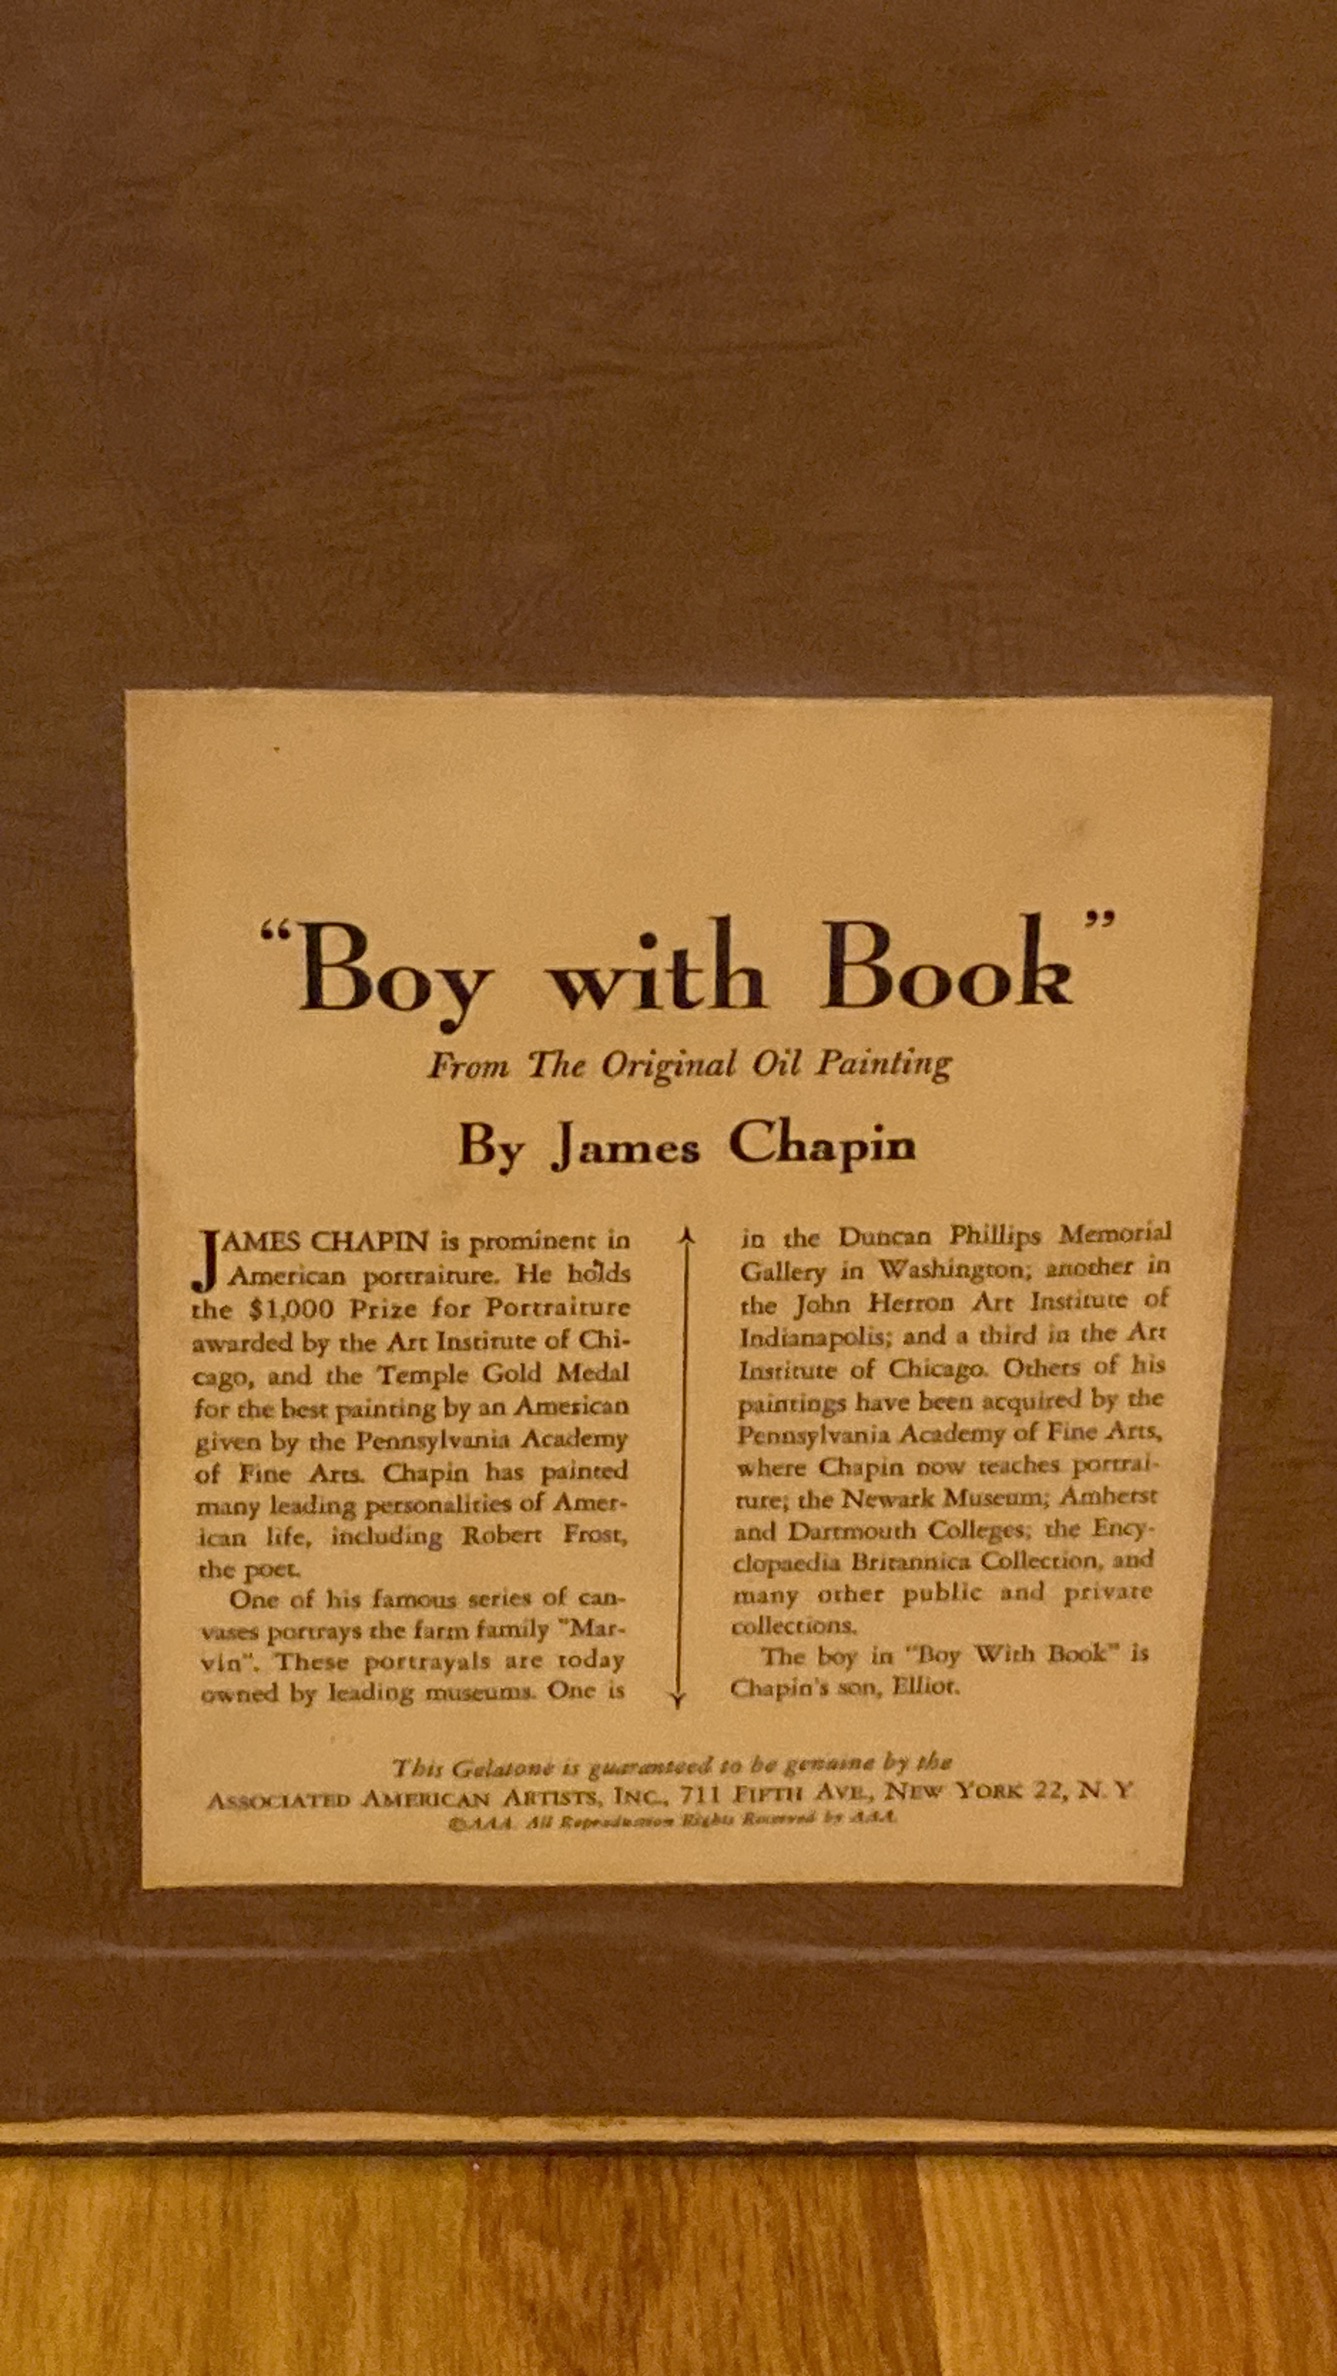 “Boy with Book”
From The Original Oil Painting
By James Chapin
JAMES CHAPIN is prominent in
American portraiture. He holds
the $1,000 Prize for Portraiture
awarded by the Art Institute of Chi-
cago, and the Temple Gold Medal
for the best painting by an American
given by the Pennsylvania Academy
of Fine Arts. Chapin has painted
many leading personalities of Amer-
ican life, including Robert Frost,
the poet.
One of his famous series of can-
vases portrays the farm family "Mar-
vin". These portrayals are today
owned by leading museums. One is
in the Duncan Phillips Memorial
Gallery in Washington; another in
the John Herron Art Institute of
Indianapolis; and a third in the Art
Institute of Chicago. Others of his
paintings have been acquired by the
Pennsylvania Academy of Fine Arts,
where Chapin now teaches portrai-
ture; the Newark Museum; Amherst
and Dartmouth Colleges; the Ency-
clopaedia Britannica Collection, and
many other public and private
collections.
The boy in "Boy With Book" is
Chapin's son, Elliot.
This Gelatone is guaranteed to be genuine by the
ASSOCIATED AMERICAN ARTISTS, INC., 711 FIFTH AVE., NEW YORK 22, N. Y
©AAA. All Reproduction Rights Reserved by AAA.